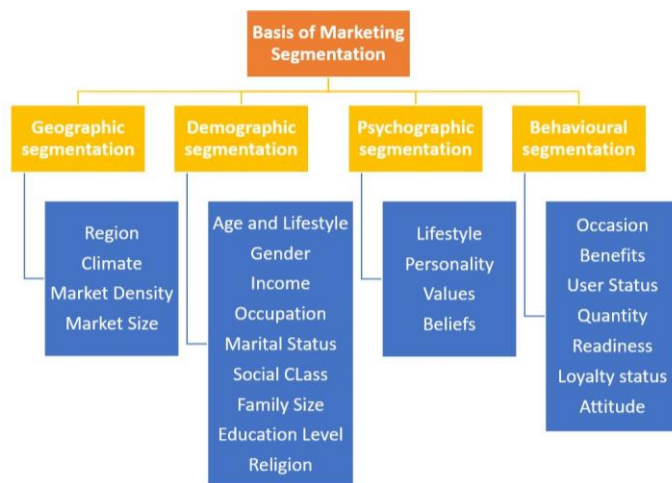 Basis of Marketing
Segmentation
Geographic
segmentation
Demographic
segmentation
Psychographic
segmentation
Behavioural
segmentation
Region
Climate
Market Density
Market Size
Age and Lifestyle
Gender
Income
Occupation
Marital Status
Social CLass
Family Size
Education Level
Religion
Lifestyle
Personality
Values
Beliefs
Occasion
Benefits
User Status
Quantity
Readiness
Loyalty status
Attitude